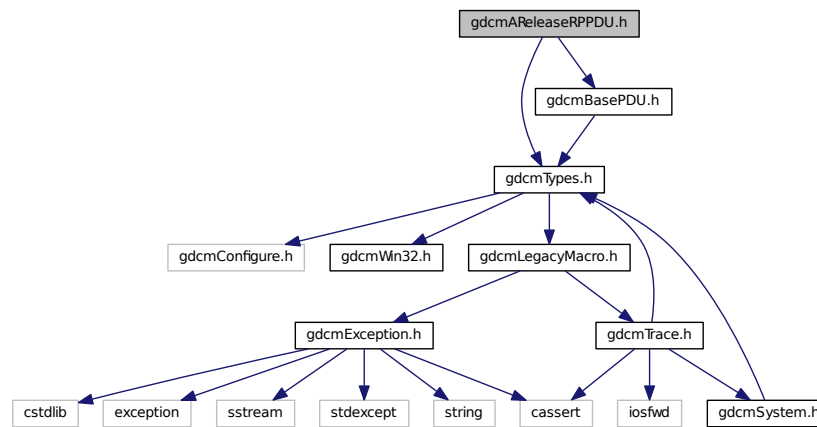 gdcmAReleaseRPPDU.h
gdcmBasePDU.h
gdcmTypes.h
gdcmConfigure.h
gdcmWin32.h
gdcmLegacyMacro.h
gdcmException.h
gdcmTrace.h
cstdlib
exception
sstream
stdexcept
string
cassert
iosfwd
gdcmSystem.h